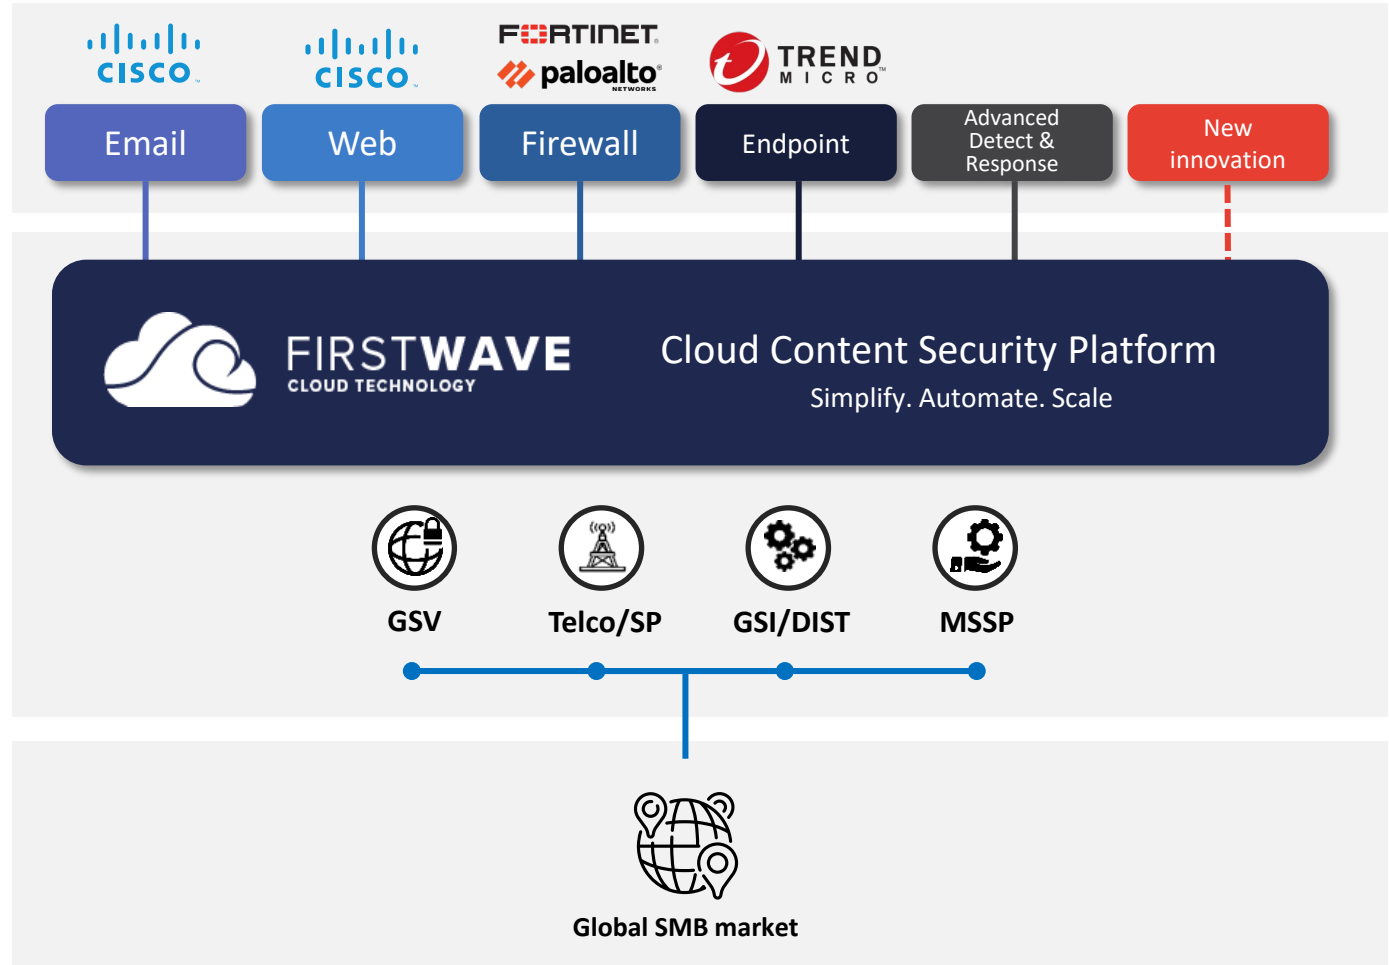 CISCO
CISCO
FORTINET
paloalto
NETWORKS
TREND
MICRO
Email
Web
Firewall
Endpoint
Advanced
Detect &
Response
New
innovation
FIRSTWAVE
CLOUD TECHNOLOGY
Cloud Content Security Platform
Simplify. Automate. Scale
GSV
Telco/SP
GSI/DIST
MSSP
Global SMB market